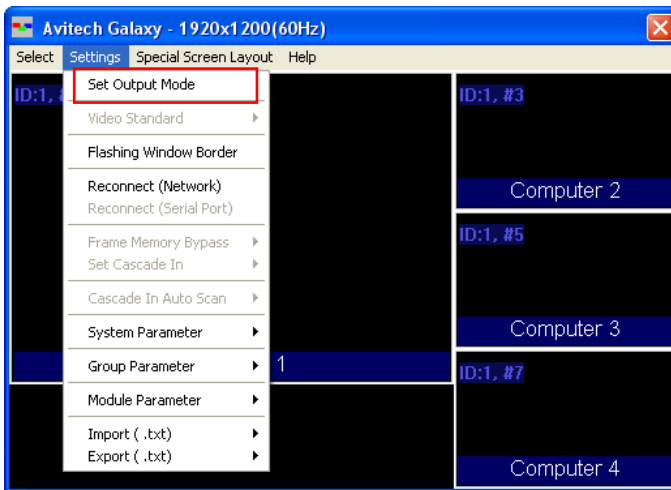 Avitech Galaxy - 1920x1200(60Hz)
Select Settings Special Screen Layout Help
Set Output Mode
Video Standard
Flashing Window Border
Reconnect (Network)
Reconnect (Serial Port)
Frame Memory Bypass
Set Cascade In
Cascade In Auto Scan
System Parameter
Group Parameter
Module Parameter
Import ( .txt)
Export ( .txt)
ID:1,
1
ID:1, #3
Computer 2
ID:1, #5
Computer 3
ID:1, #7
Computer 4